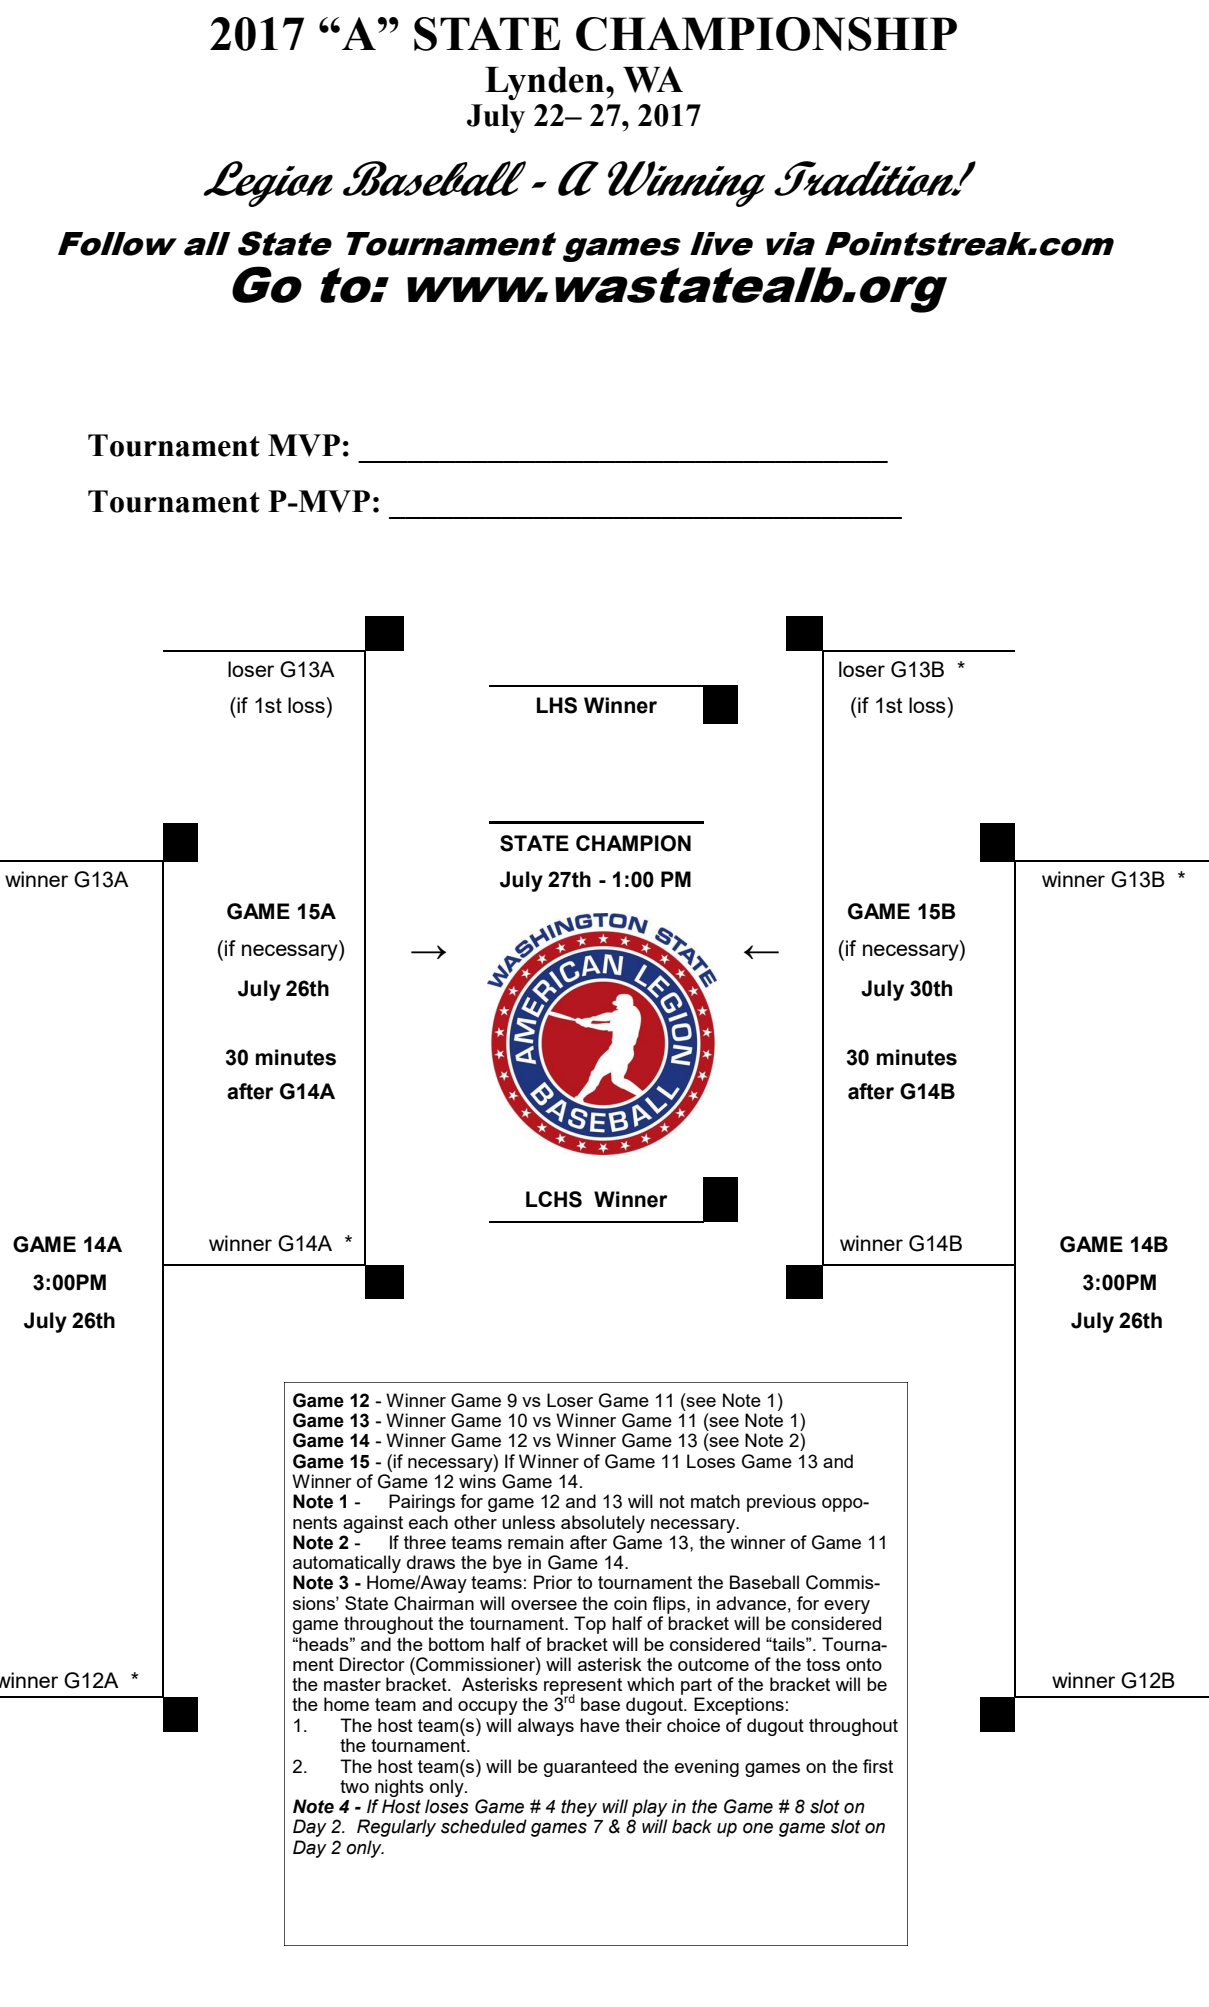 2017 “A” STATE CHAMPIONSHIP
Lynden, WA
July 22– 27, 2017
Legion Baseball - A Winning Tradition!
Follow all State Tournament games live via Pointstreak.com
Go to: www.wastatealb.org
Tournament MVP: ________________________________
Tournament P-MVP: _______________________________
loser G13A
(if 1st loss)
LHS Winner
loser G13B *
(if 1st loss)
STATE CHAMPION
July 27th - 1:00 PM
winner G13A
winner G13B *
GAME 15A
(if necessary)
July 26th
30 minutes
after G14A
→
WASHINGTON STATE
AMERICAN LEGION
BASEBALL
←
GAME 15B
(if necessary)
July 30th
30 minutes
after G14B
LCHS Winner
GAME 14A
3:00PM
July 26th
winner G14A *
winner G14B
GAME 14B
3:00PM
July 26th
Game 12 - Winner Game 9 vs Loser Game 11 (see Note 1)
Game 13 - Winner Game 10 vs Winner Game 11 (see Note 1)
Game 14 - Winner Game 12 vs Winner Game 13 (see Note 2)
Game 15 - (if necessary) If Winner of Game 11 Loses Game 13 and
Winner of Game 12 wins Game 14.
Note 1 - Pairings for game 12 and 13 will not match previous oppo-
nents against each other unless absolutely necessary.
Note 2 - If three teams remain after Game 13, the winner of Game 11
automatically draws the bye in Game 14.
Note 3 - Home/Away teams: Prior to tournament the Baseball Commis-
sions’ State Chairman will oversee the coin flips, in advance, for every
game throughout the tournament. Top half of bracket will be considered
“heads” and the bottom half of bracket will be considered “tails”. Tourna-
ment Director (Commissioner) will asterisk the outcome of the toss onto
the master bracket. Asterisks represent which part of the bracket will be
the home team and occupy the 3rd base dugout. Exceptions:
1. The host team(s) will always have their choice of dugout throughout
the tournament.
2. The host team(s) will be guaranteed the evening games on the first
two nights only.
Note 4 - If Host loses Game # 4 they will play in the Game # 8 slot on
Day 2. Regularly scheduled games 7 & 8 will back up one game slot on
Day 2 only.
winner G12A *
winner G12B